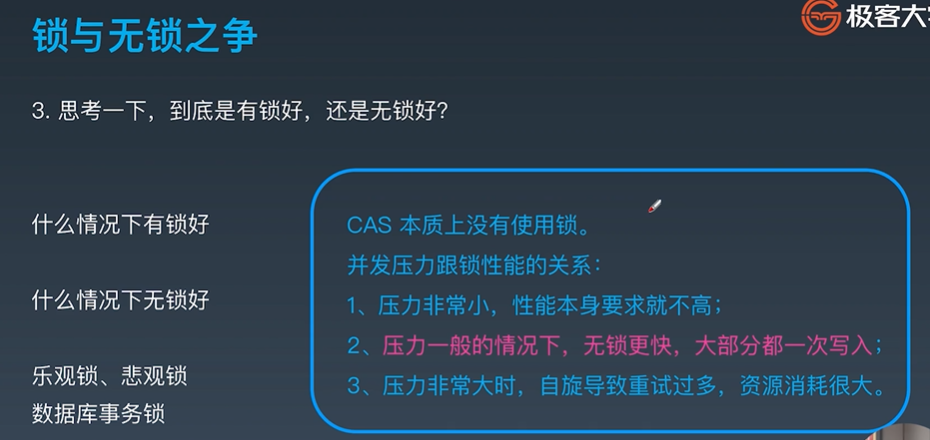 锁与无锁之争
极客大
3. 思考一下，到底是有锁好，还是无锁好？
什么情况下有锁好
什么情况下无锁好
乐观锁、悲观锁
数据库事务锁
CAS 本质上没有使用锁。
并发压力跟锁性能的关系：
1、压力非常小，性能本身要求就不高；
2、压力一般的情况下，无锁更快，大部分都一次写入；
3、压力非常大时，自旋导致重试过多，资源消耗很大。